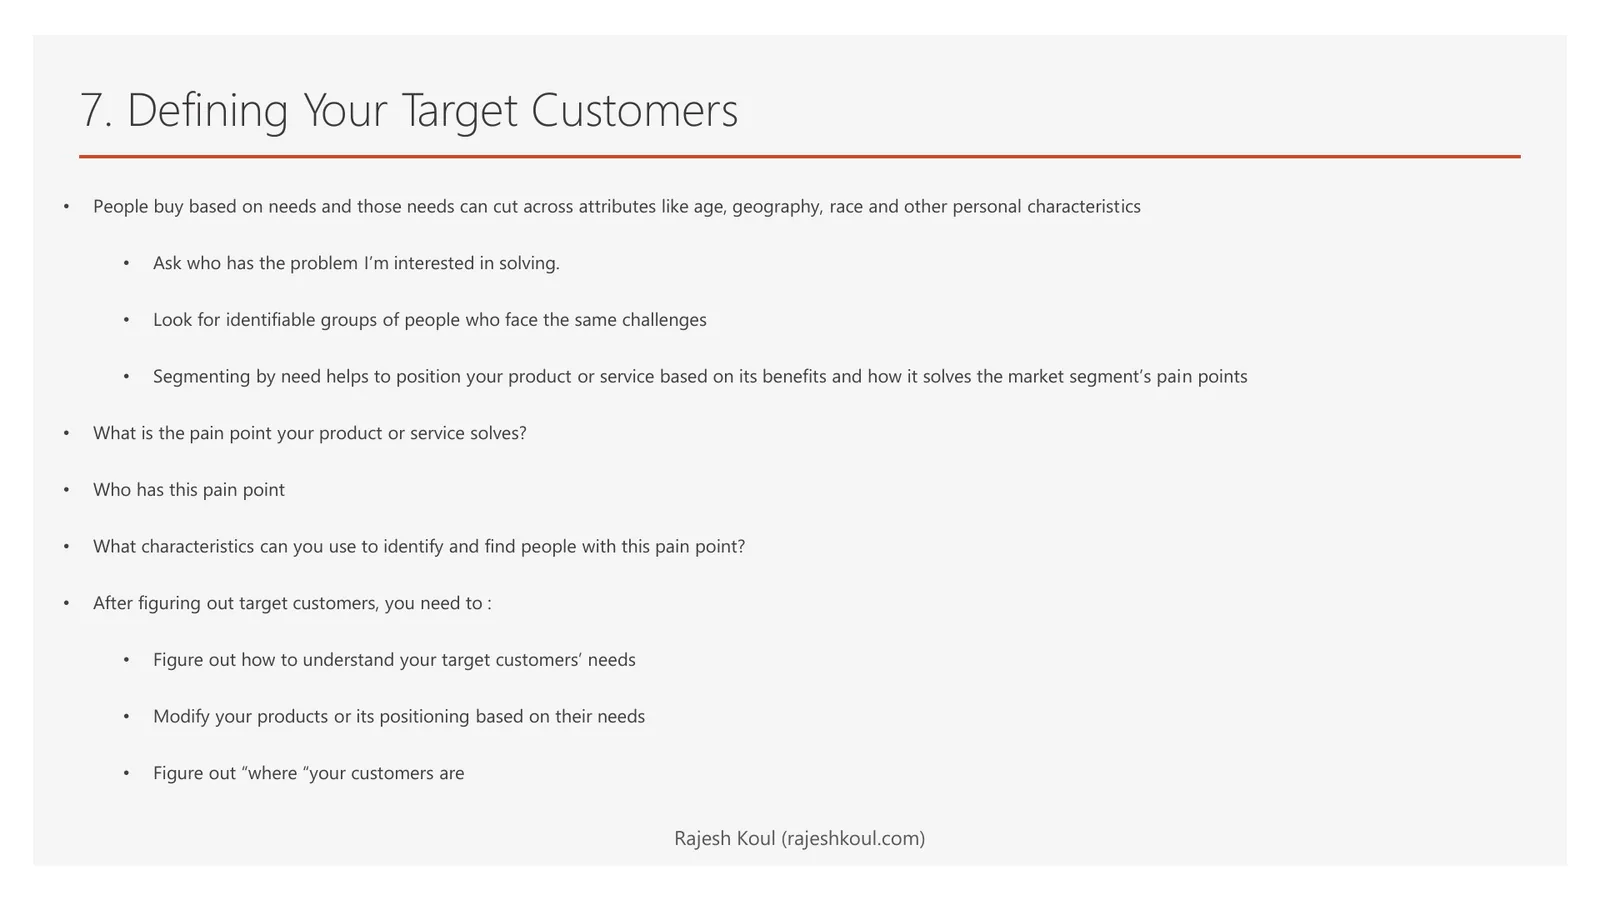 7. Defining Your Target Customers
• People buy based on needs and those needs can cut across attributes like age, geography, race and other personal characteristics
• Ask who has the problem I’m interested in solving.
• Look for identifiable groups of people who face the same challenges
• Segmenting by need helps to position your product or service based on its benefits and how it solves the market segment’s pain points
• What is the pain point your product or service solves?
• Who has this pain point
• What characteristics can you use to identify and find people with this pain point?
• After figuring out target customers, you need to :
• Figure out how to understand your target customers’ needs
• Modify your products or its positioning based on their needs
• Figure out “where “your customers are
Rajesh Koul (rajeshkoul.com)